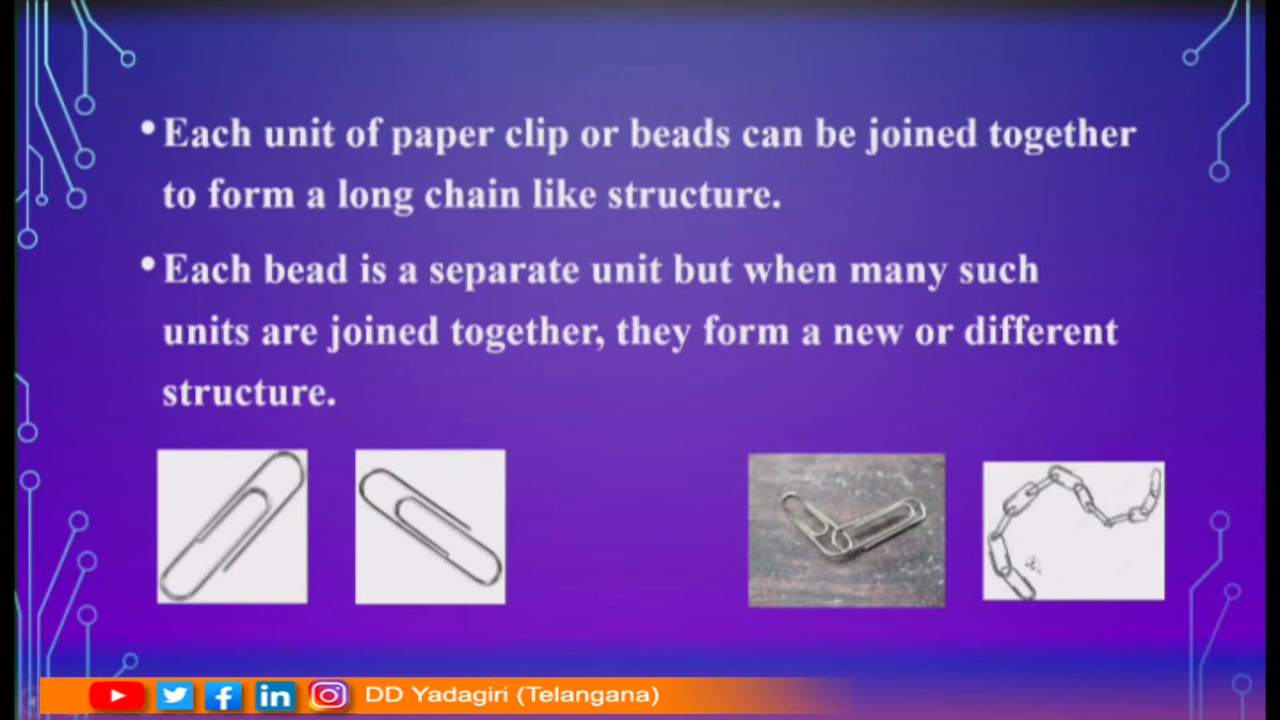 • Each unit of paper clip or beads can be joined together
to form a long chain like structure.
• Each bead is a separate unit but when many such
units are joined together, they form a new or different
structure.
DD Yadagiri (Telangana)